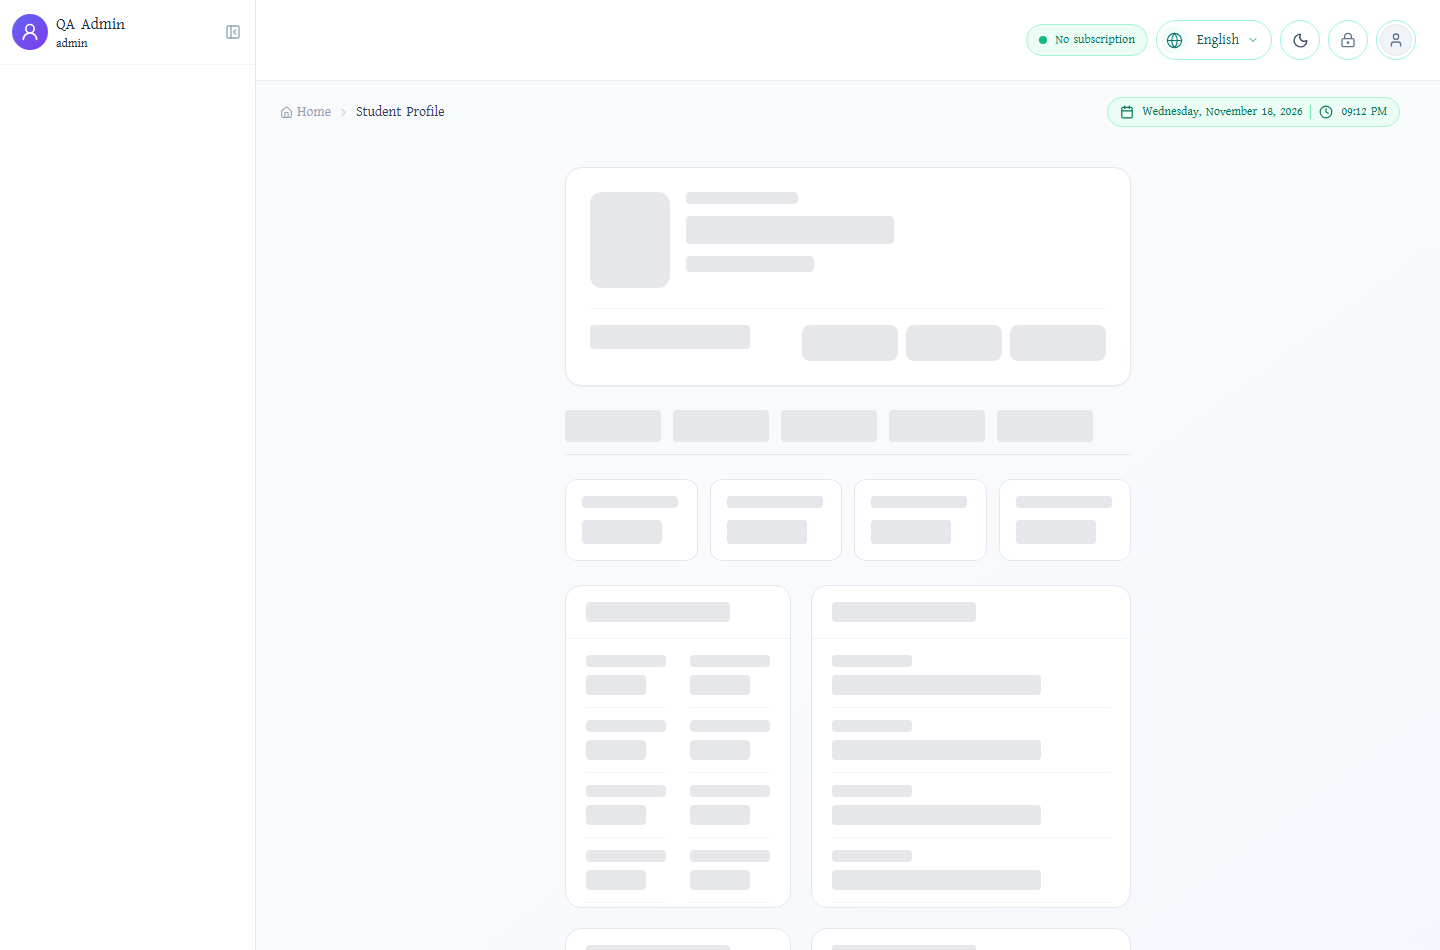 QA Admin
admin
No subscription
English
Home
Student Profile
Wednesday, November 18, 2026
09:12 PM